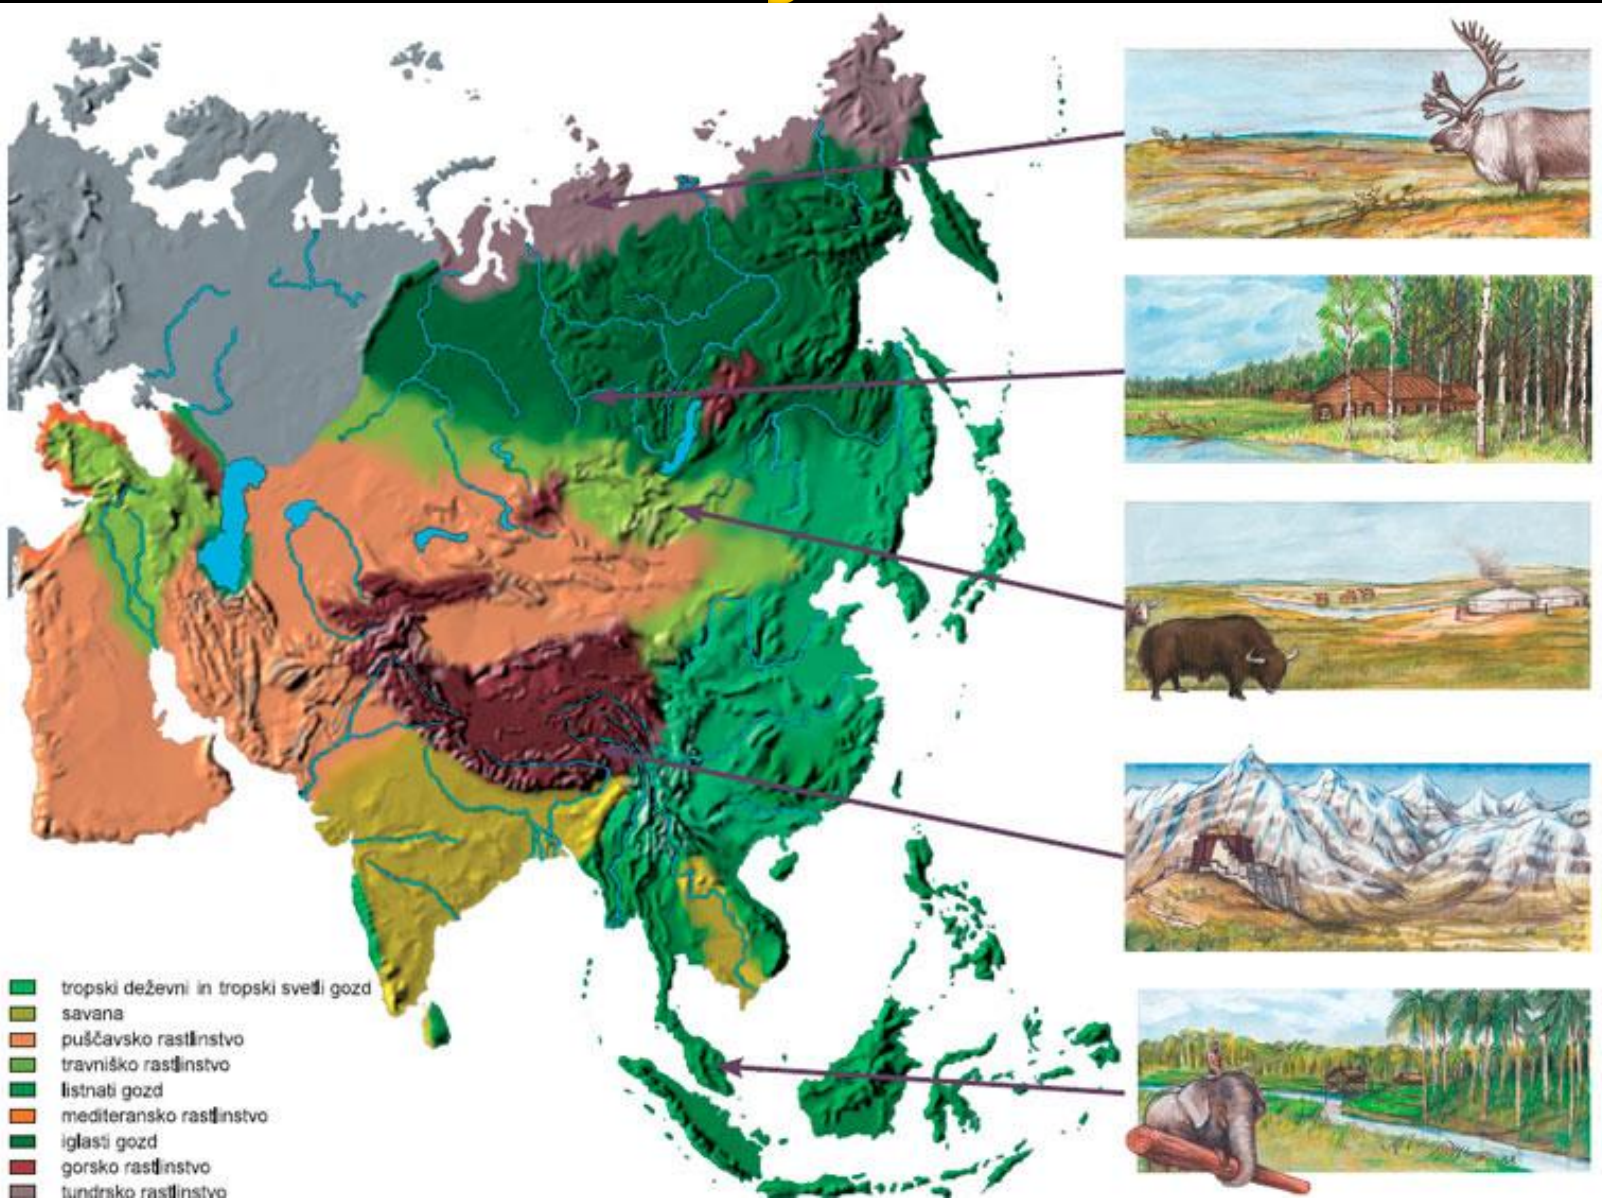 tropski deževni in tropski svetli gozd
savana
puščavsko rastlinstvo
travniško rastlinstvo
listnati gozd
mediteransko rastlinstvo
iglasti gozd
gorsko rastlinstvo
tundrsko rastlinstvo